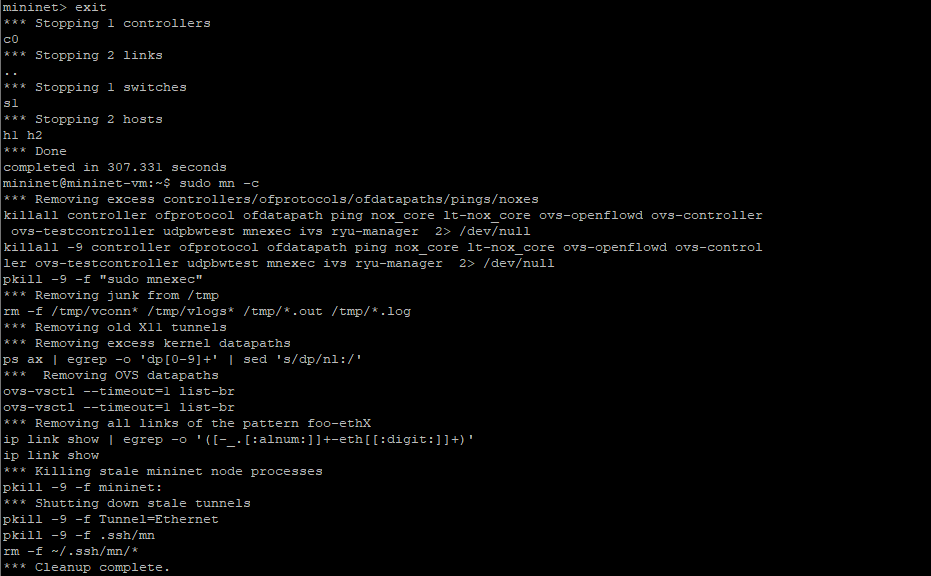 mininet> exit
*** Stopping 1 controllers
c0
*** Stopping 2 links
..
*** Stopping 1 switches
s1
*** Stopping 2 hosts
h1 h2
*** Done
completed in 307.331 seconds
mininet@mininet-vm:~$ sudo mn -c
*** Removing excess controllers/ofprotocols/ofdatapaths/pings/noxes
killall controller ofprotocol ofdatapath ping nox_core lt-nox_core ovs-openflowd ovs-controller
 ovs-testcontroller udpbwtest mnexec ivs ryu-manager  2> /dev/null
killall -9 controller ofprotocol ofdatapath ping nox_core lt-nox_core ovs-openflowd ovs-control
ler ovs-testcontroller udpbwtest mnexec ivs ryu-manager  2> /dev/null
pkill -9 -f "sudo mnexec"
*** Removing junk from /tmp
rm -f /tmp/vconn* /tmp/vlogs* /tmp/*.out /tmp/*.log
*** Removing old X11 tunnels
*** Removing excess kernel datapaths
ps ax | egrep -o 'dp[0-9]+' | sed 's/dp/nl:/'
***  Removing OVS datapaths
ovs-vsctl --timeout=1 list-br
ovs-vsctl --timeout=1 list-br
*** Removing all links of the pattern foo-ethX
ip link show | egrep -o '([-_.[:alnum:]]+-eth[[:digit:]]+)'
ip link show
*** Killing stale mininet node processes
pkill -9 -f mininet:
*** Shutting down stale tunnels
pkill -9 -f Tunnel=Ethernet
pkill -9 -f .ssh/mn
rm -f ~/.ssh/mn/*
*** Cleanup complete.